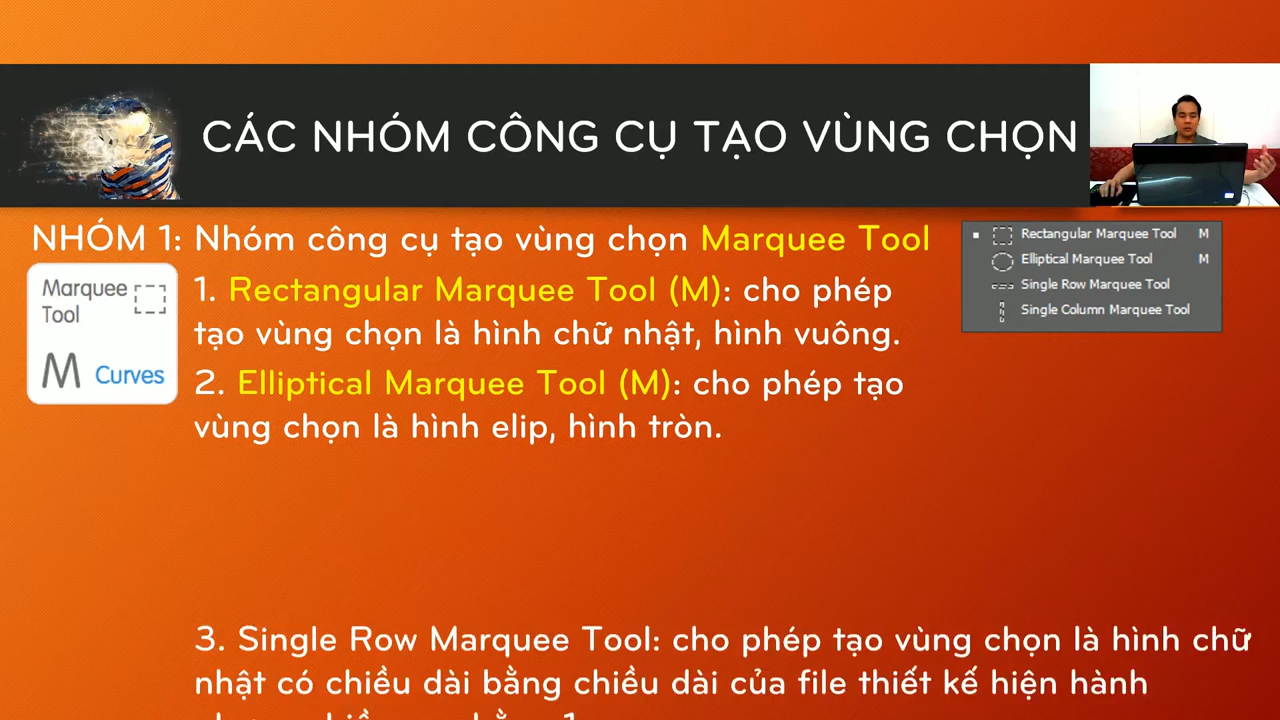 CÁC NHÓM CÔNG CỤ TẠO VÙNG CHỌN
NHÓM 1: Nhóm công cụ tạo vùng chọn Marquee Tool
Marquee
Tool
M Curves
1. Rectangular Marquee Tool (M): cho phép
tạo vùng chọn là hình chữ nhật, hình vuông.
2. Elliptical Marquee Tool (M): cho phép tạo
vùng chọn là hình elip, hình tròn.
Rectangular Marquee Tool M
Elliptical Marquee Tool M
Single Row Marquee Tool
Single Column Marquee Tool
3. Single Row Marquee Tool: cho phép tạo vùng chọn là hình chữ
nhật có chiều dài bằng chiều dài của file thiết kế hiện hành